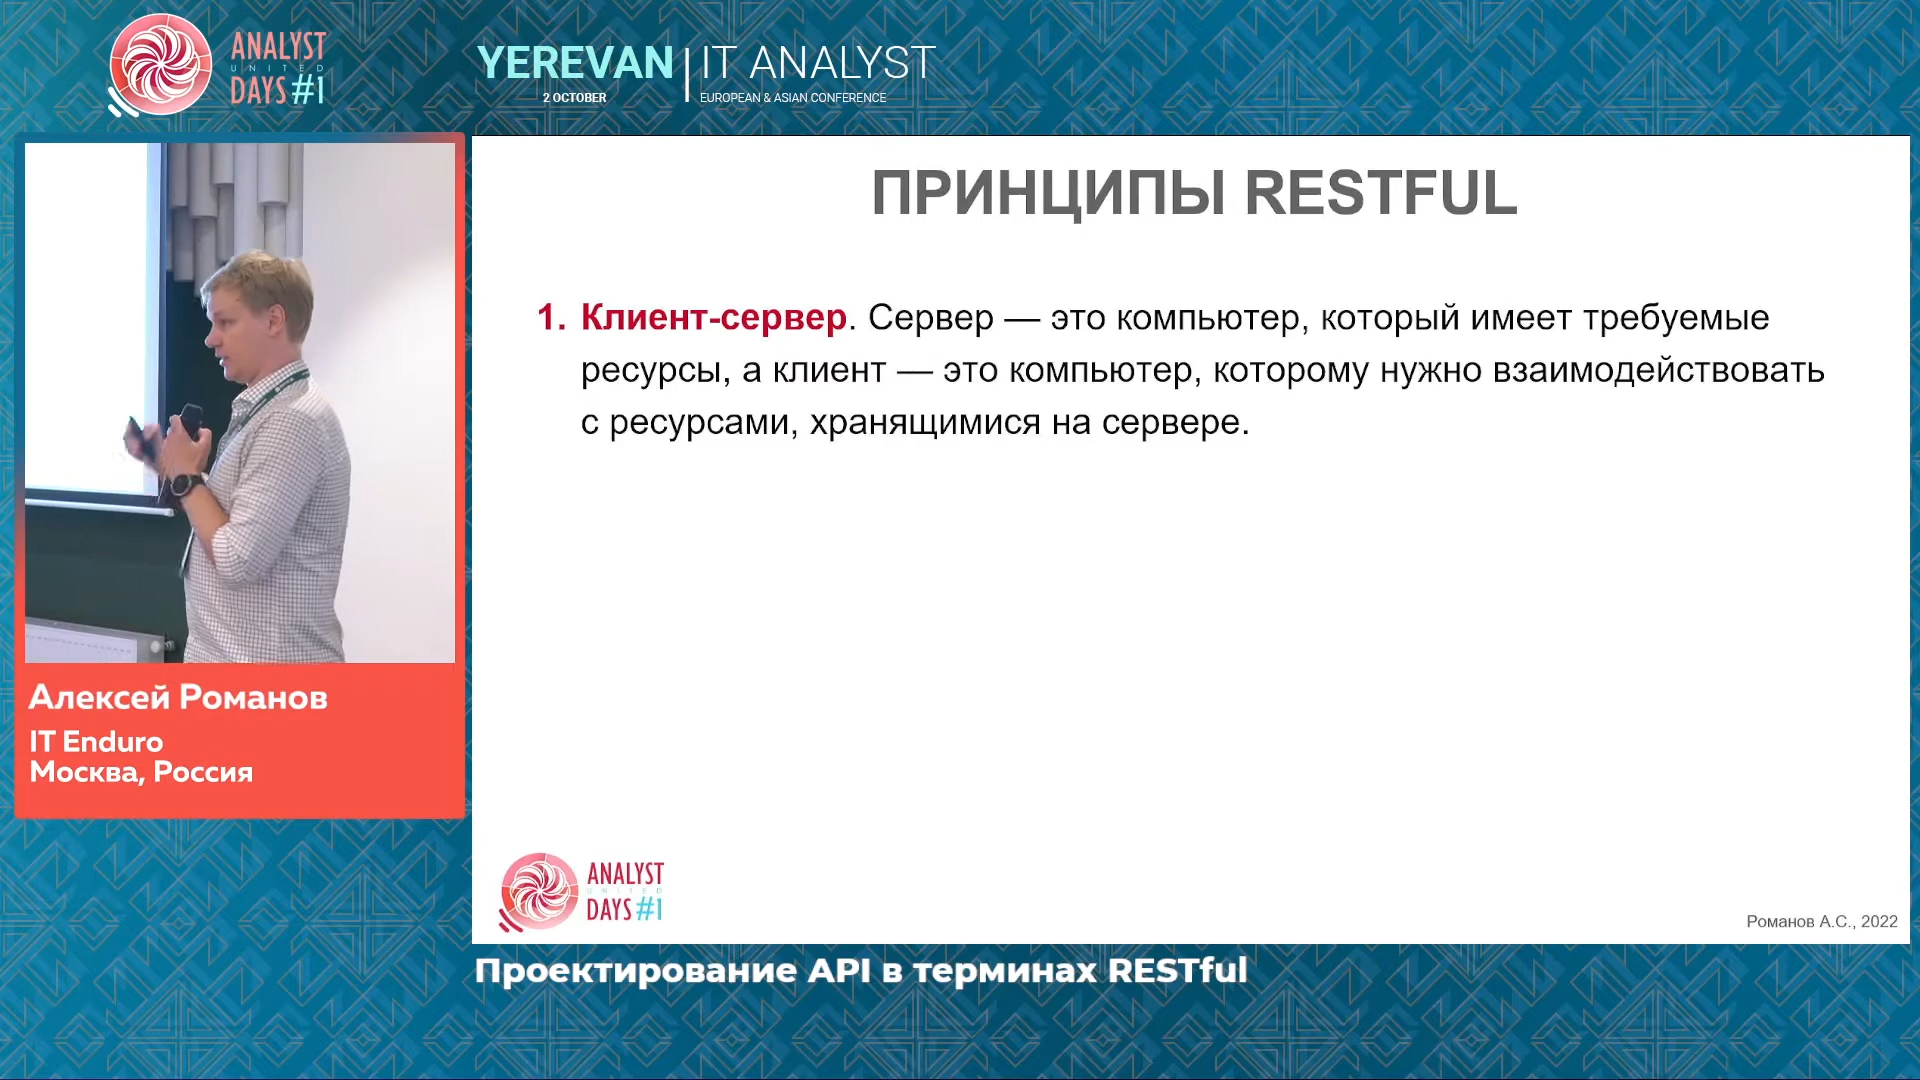 ANALYST
UNITED
DAYS #1
YEREVAN
2 OCTOBER
IT ANALYST
EUROPEAN & ASIAN CONFERENCE
ПРИНЦИПЫ RESTFUL
1. Клиент-сервер. Сервер — это компьютер, который имеет требуемые
ресурсы, а клиент — это компьютер, которому нужно взаимодействовать
с ресурсами, хранящимися на сервере.
Алексей Романов
IT Enduro
Москва, Россия
ANALYST
UNITED
DAYS #1
Романов А.С., 2022
Проектирование API в терминах RESTful